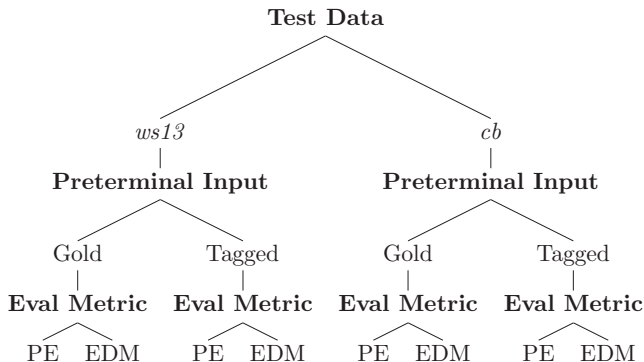 Test Data
ws13 cb
Preterminal Input Preterminal Input
Gold Tagged Gold Tagged
Eval Metric Eval Metric Eval Metric Eval Metric
PE EDM PE EDM PE EDM PE EDM